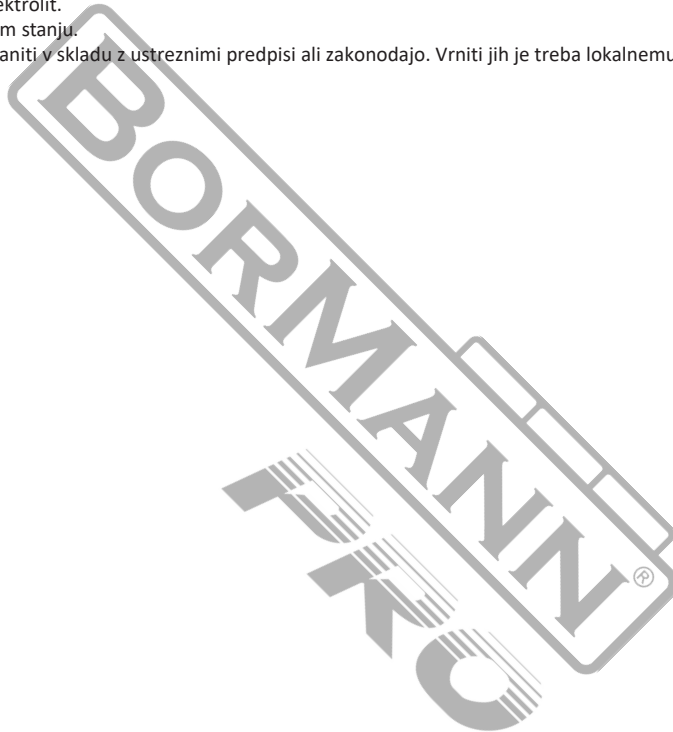 ektrolit.
m stanju.
aniti v skladu z ustreznimi predpisi ali zakonodajo. Vrniti jih je treba lokalnemu
BORMANN®
PRO